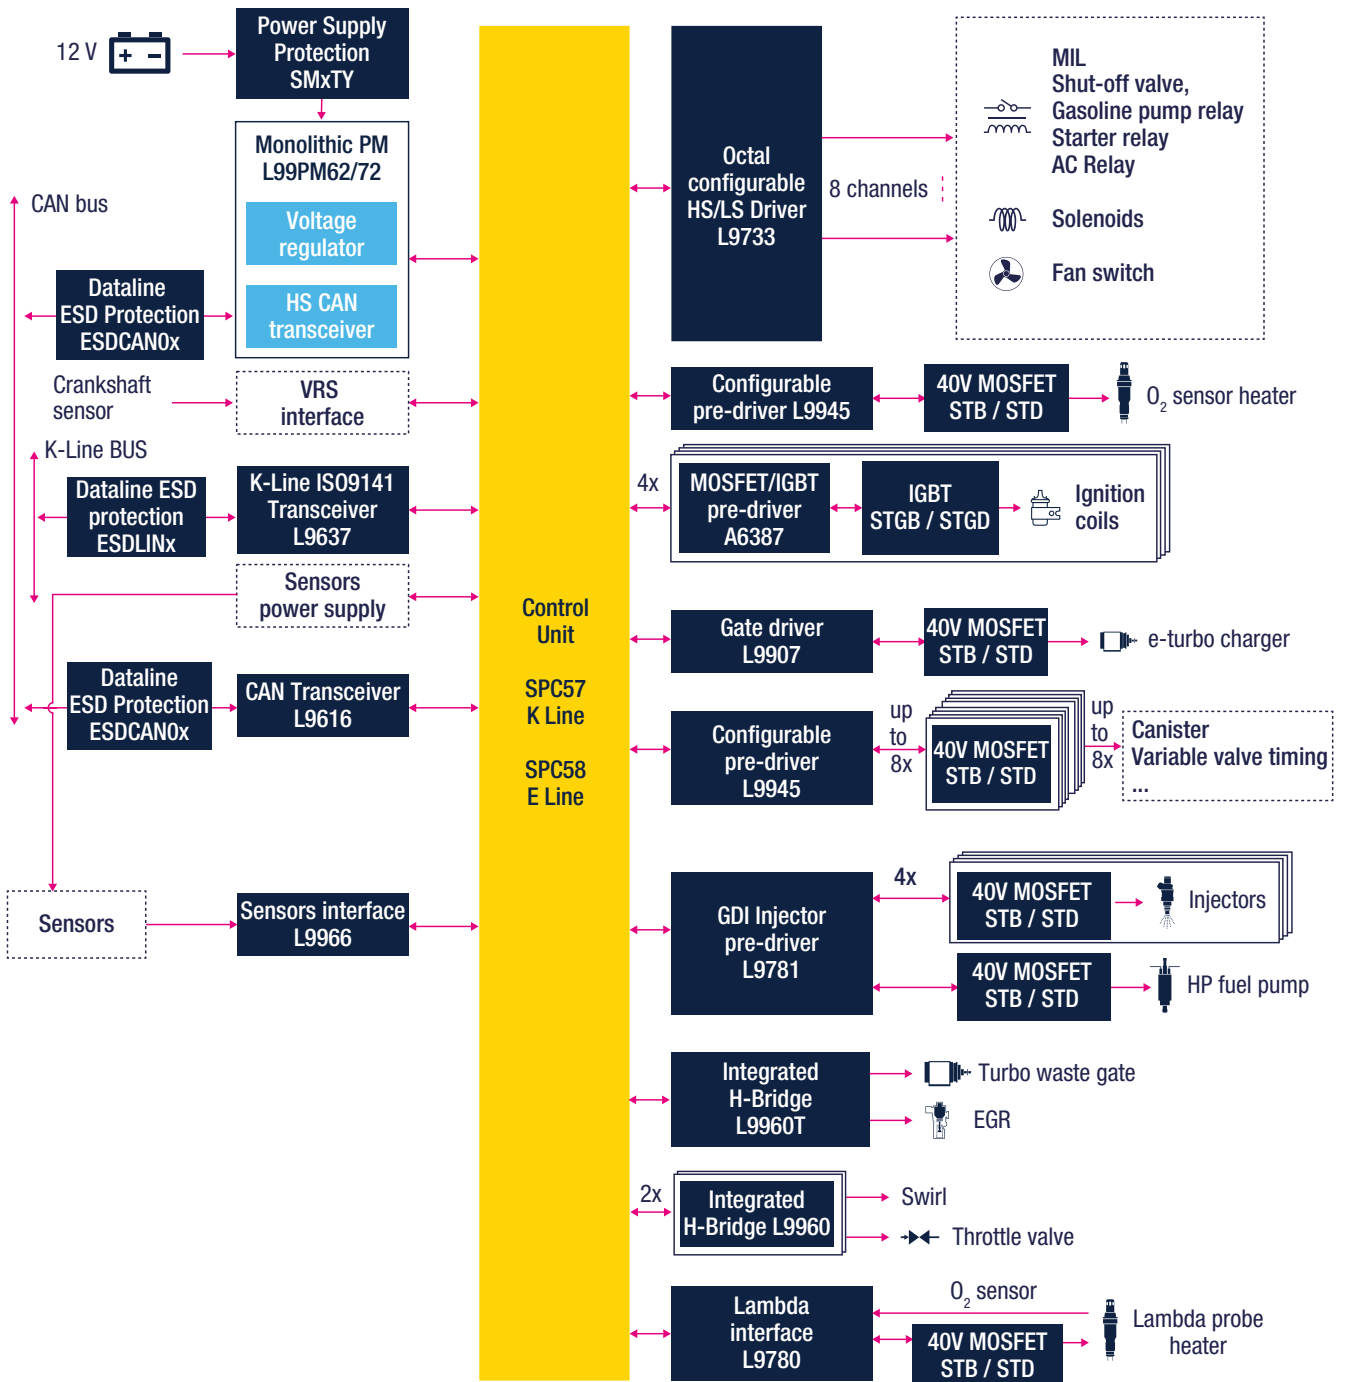 12 V
+ −
Power Supply
Protection
SMxTY
Monolithic PM
L99PM62/72
Voltage
regulator
HS CAN
transceiver
CAN bus
Dataline
ESD Protection
ESDCAN0x
Crankshaft
sensor
VRS
interface
K-Line BUS
Dataline ESD
protection
ESDLINx
K-Line ISO9141
Transceiver
L9637
Sensors
power supply
Dataline
ESD Protection
ESDCAN0x
CAN Transceiver
L9616
Sensors
Sensors interface
L9966
Control
Unit
SPC57
K Line
SPC58
E Line
Octal
configurable
HS/LS Driver
L9733
8 channels
MIL
Shut-off valve,
Gasoline pump relay
Starter relay
AC Relay
Solenoids
Fan switch
Configurable
pre-driver L9945
40V MOSFET
STB / STD
O2 sensor heater
4x
MOSFET/IGBT
pre-driver
A6387
IGBT
STGB / STGD
Ignition
coils
Gate driver
L9907
40V MOSFET
STB / STD
e-turbo charger
Configurable
pre-driver
L9945
up
to
8x
40V MOSFET
STB / STD
up
to
8x
Canister
Variable valve timing
...
GDI Injector
pre-driver
L9781
4x
40V MOSFET
STB / STD
Injectors
40V MOSFET
STB / STD
HP fuel pump
Integrated
H-Bridge
L9960T
Turbo waste gate
EGR
2x
Integrated
H-Bridge L9960
Swirl
Throttle valve
Lambda
interface
L9780
O2 sensor
40V MOSFET
STB / STD
Lambda probe
heater